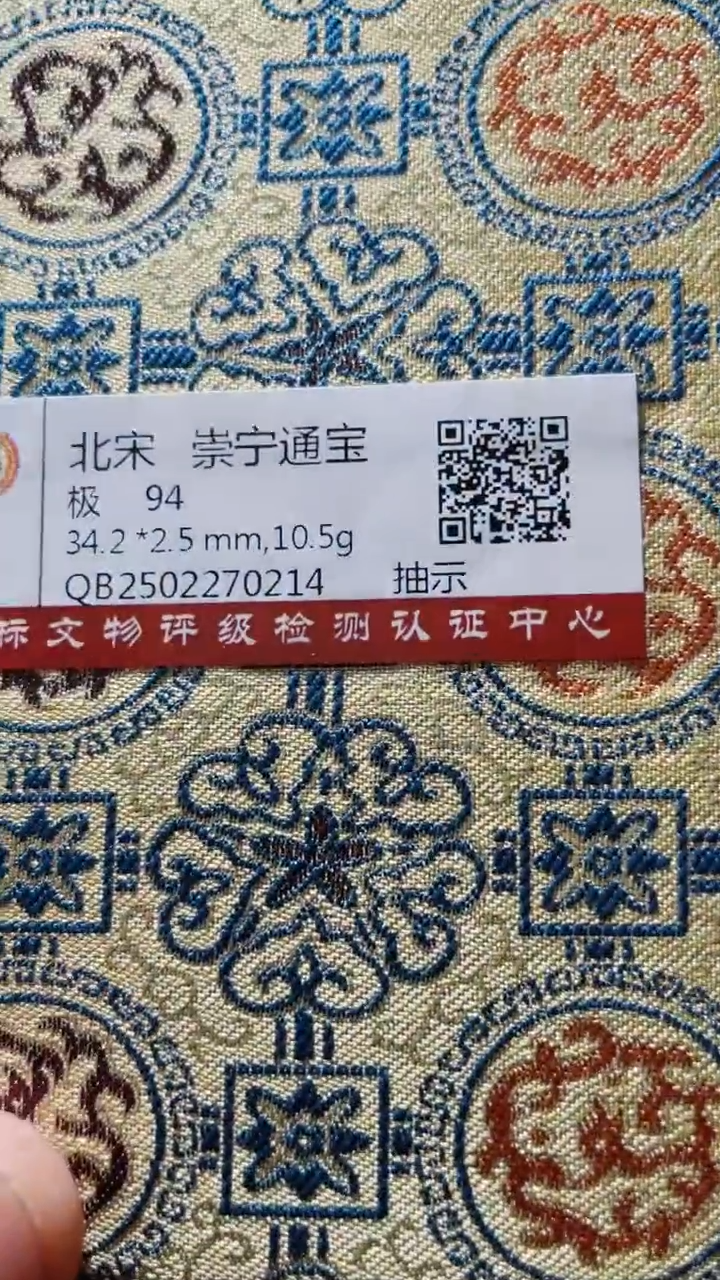 北宋 崇宁通宝
极 94
34.2*2.5 mm,10.5g
QB2502270214 抽示
标文物评级检测认证中心